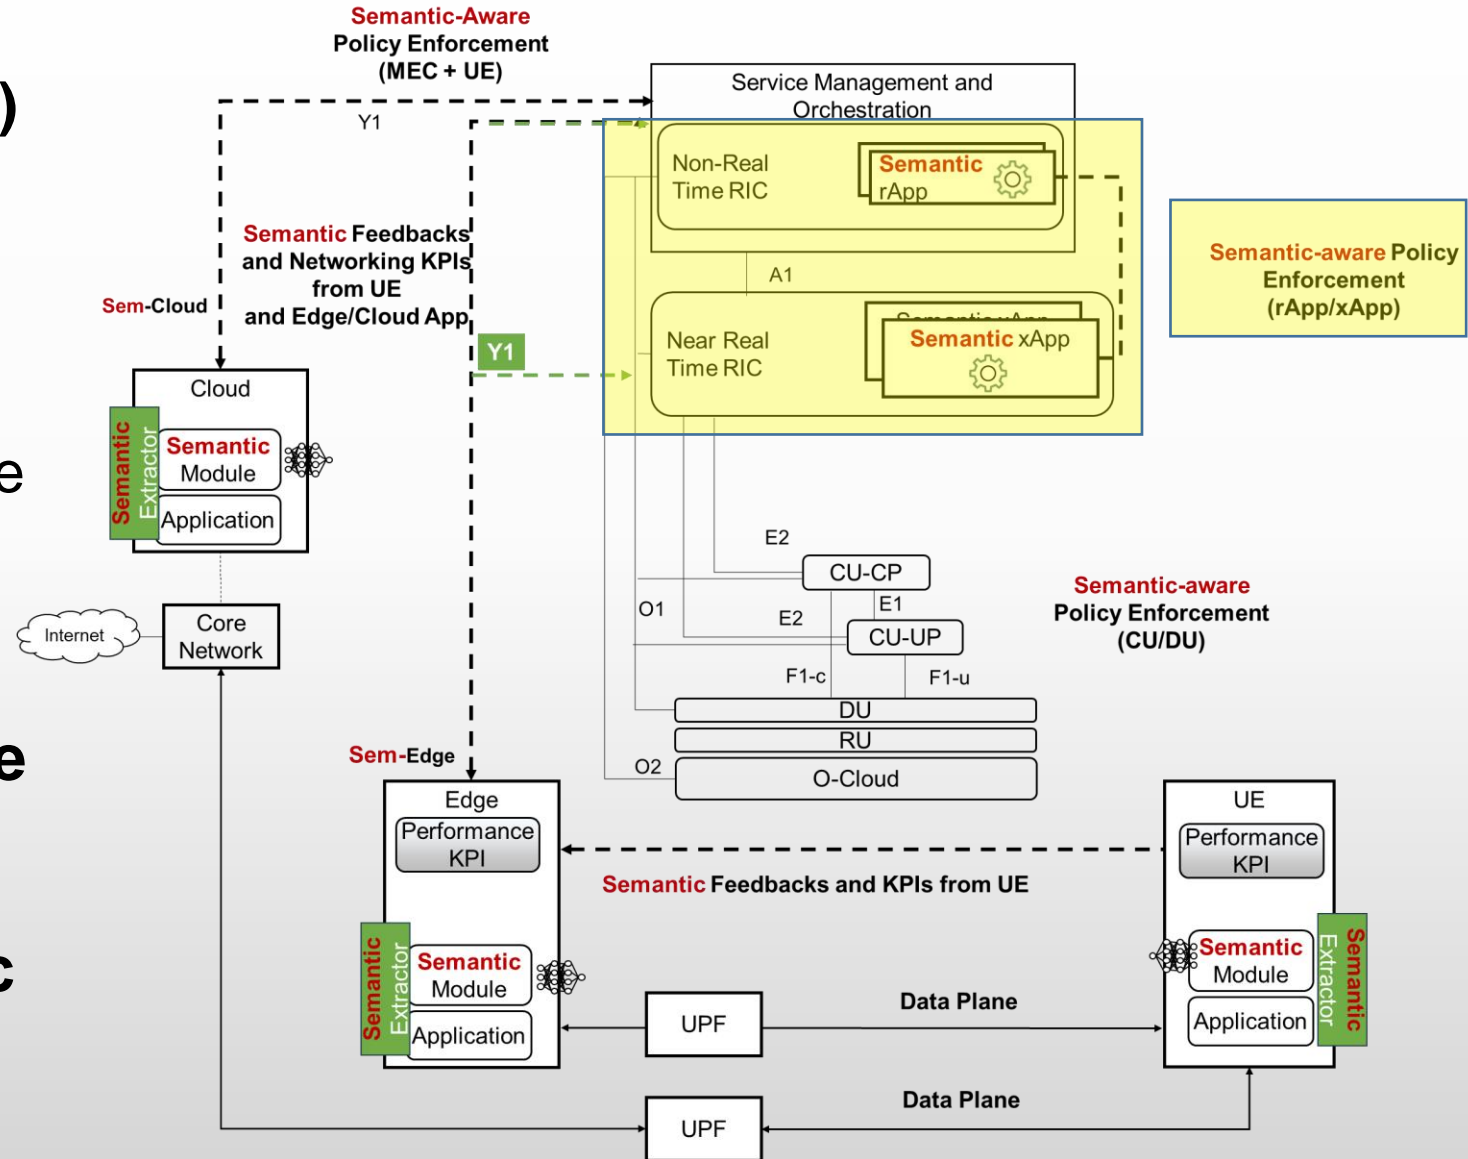 )
e
e
c
Semantic-Aware
Policy Enforcement
(MEC + UE)
Y1
Service Management and
Orchestration
Non-Real
Time RIC
Semantic
rApp
Semantic-aware Policy
Enforcement
(rApp/xApp)
Semantic Feedbacks
and Networking KPIs
from UE
and Edge/Cloud App
A1
Sem-Cloud
Y1
Near Real
Time RIC
Semantic xApp
Semantic xApp
Cloud
Semantic
Extractor
Semantic
Module
Application
Internet
Core
Network
E2
CU-CP
O1
E1
E2
CU-UP
F1-c
F1-u
Semantic-aware
Policy Enforcement
(CU/DU)
DU
RU
O2
O-Cloud
Sem-Edge
Edge
Performance
KPI
Semantic
Extractor
Semantic
Module
Application
Semantic Feedbacks and KPIs from UE
UE
Performance
KPI
Semantic
Module
Application
Semantic
Extractor
UPF
Data Plane
UPF
Data Plane